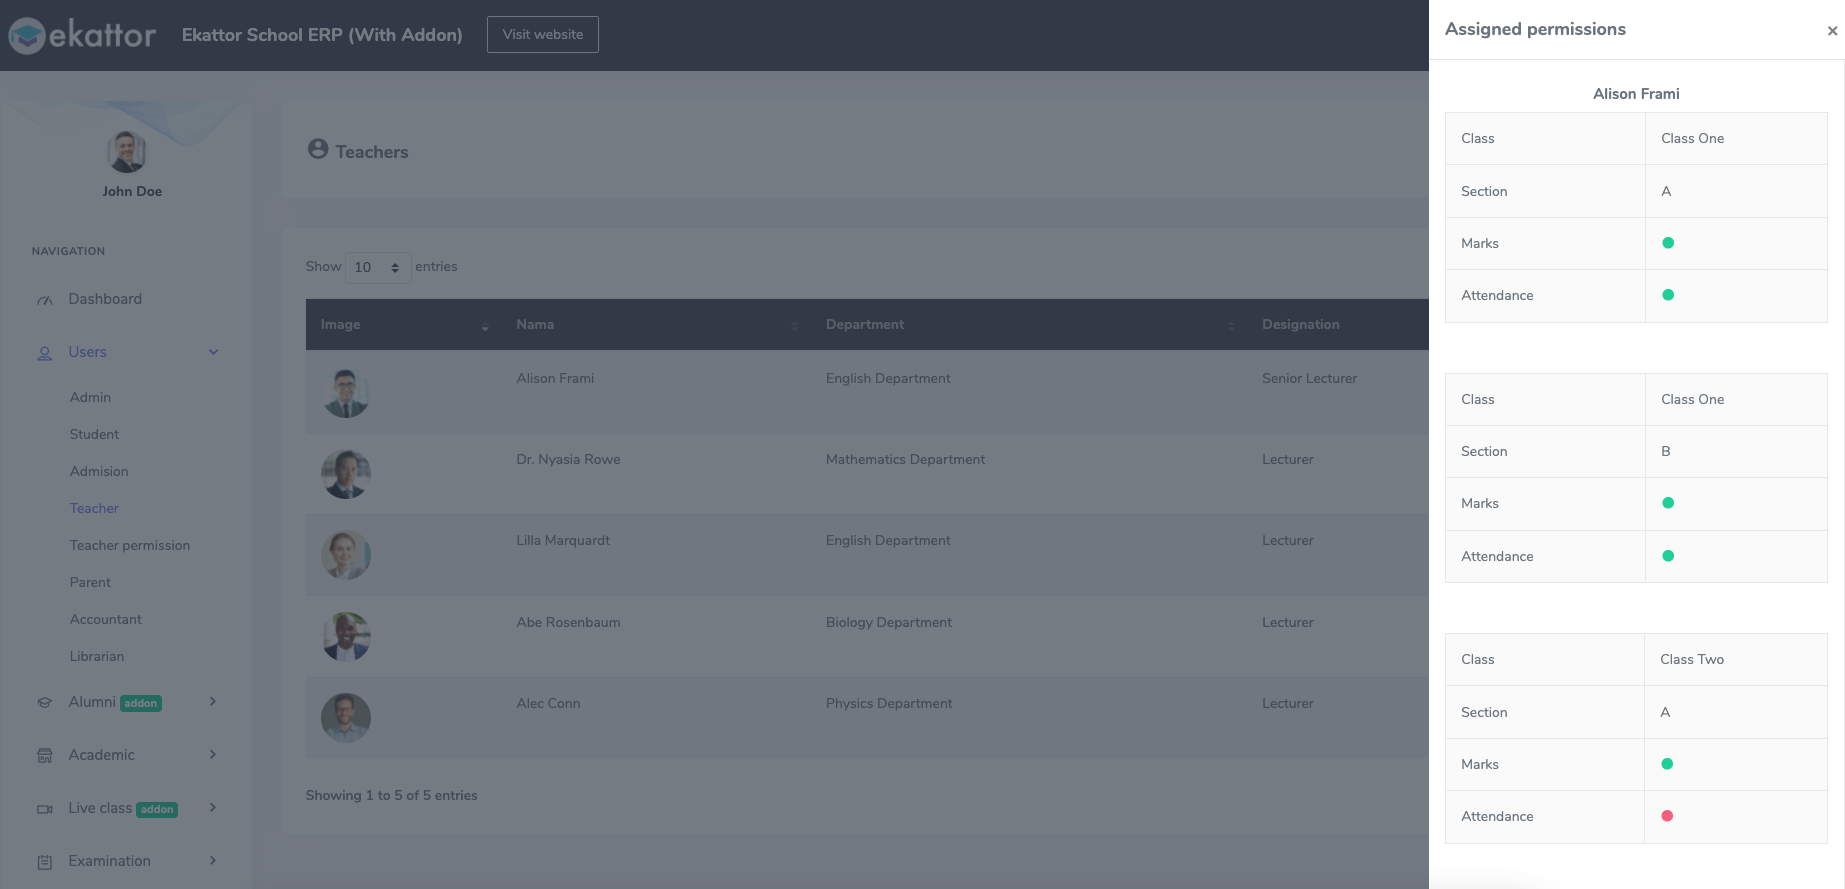 ekattor
Ekattor School ERP (With Addon)
Visit website
John Doe
NAVIGATION
Dashboard
Users
Admin
Student
Admision
Teacher
Teacher permission
Parent
Accountant
Librarian
Alumni addon
Academic
Live class addon
Examination
Teachers
Show 10 entries
Image Nama Department Designation
Alison Frami English Department Senior Lecturer
Dr. Nyasia Rowe Mathematics Department Lecturer
Lilla Marquardt English Department Lecturer
Abe Rosenbaum Biology Department Lecturer
Alec Conn Physics Department Lecturer
Showing 1 to 5 of 5 entries
Assigned permissions ×
Alison Frami
Class Class One
Section A
Marks
Attendance
Class Class One
Section B
Marks
Attendance
Class Class Two
Section A
Marks
Attendance